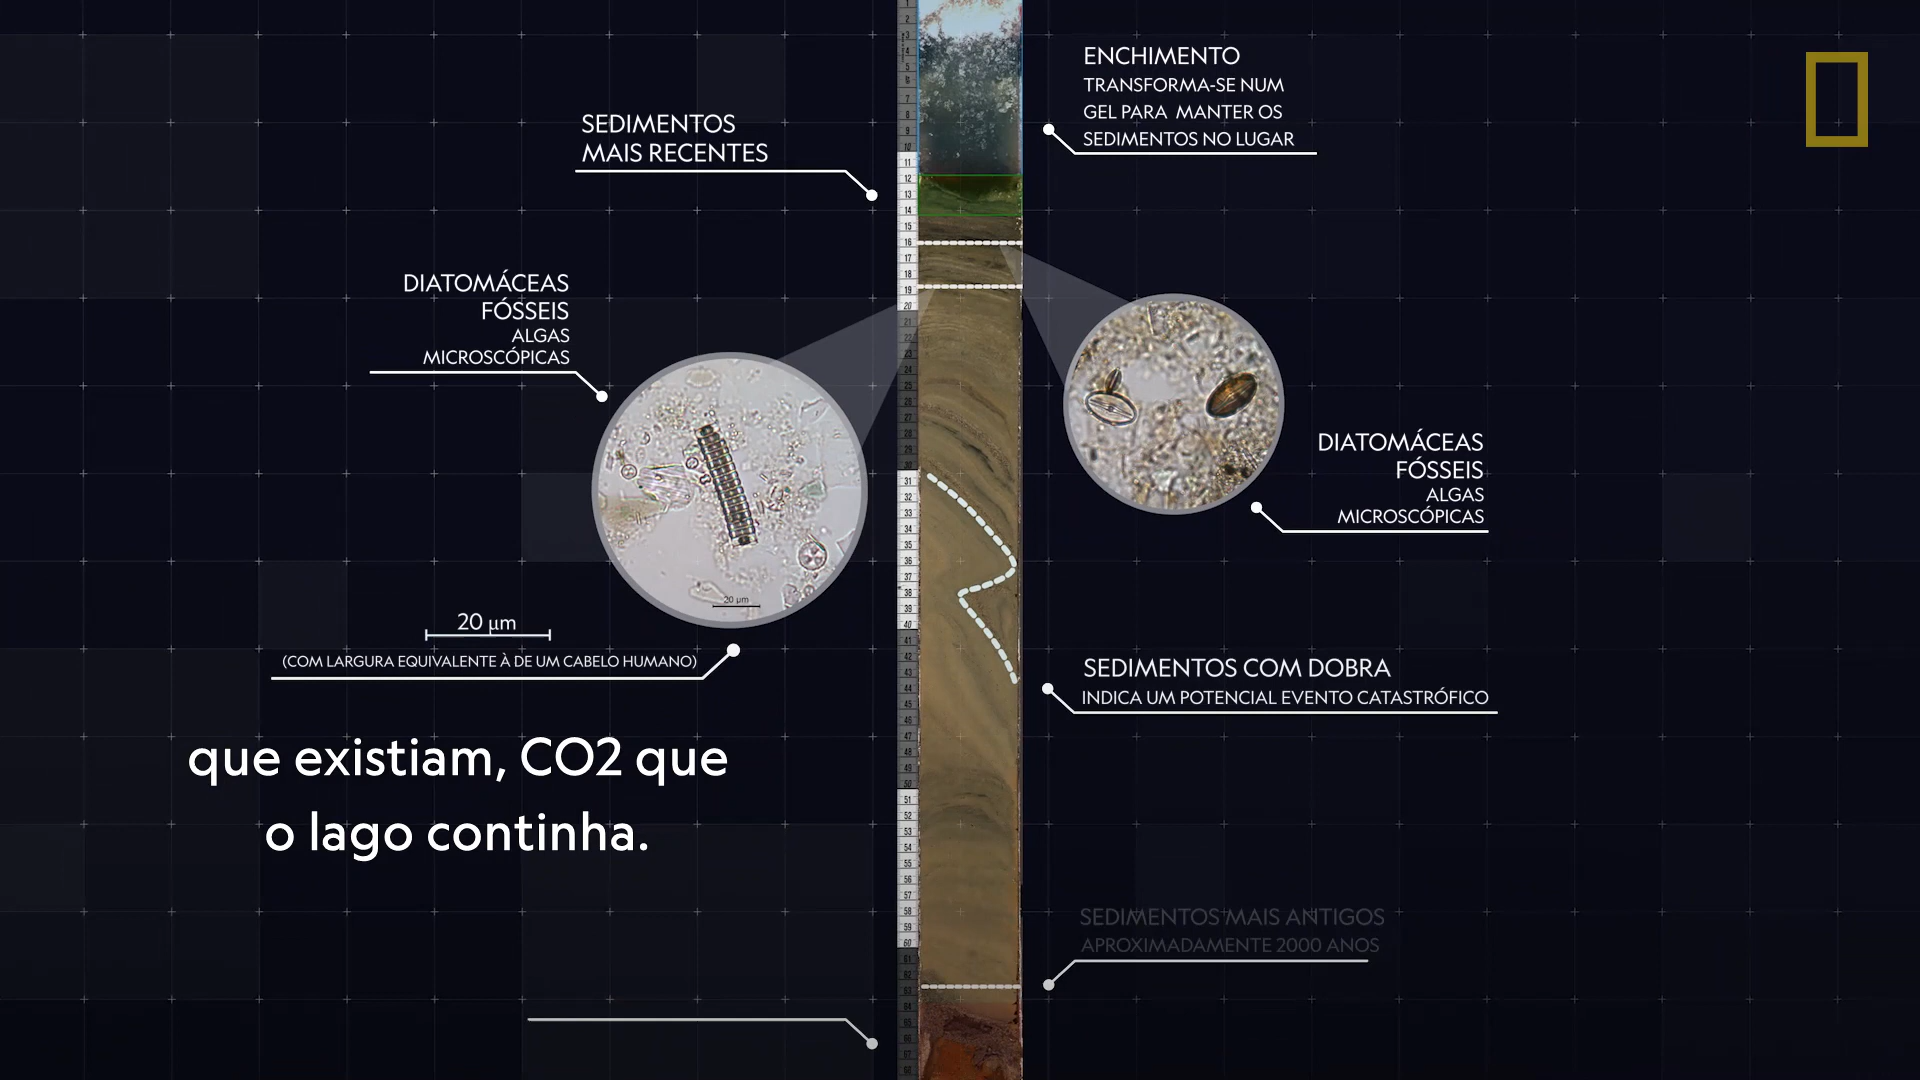 ENCHIMENTO
TRANSFORMA-SE NUM
GEL PARA  MANTER OS
SEDIMENTOS NO LUGAR
SEDIMENTOS
MAIS RECENTES
DIATOMÁCEAS
FÓSSEIS
ALGAS
MICROSCÓPICAS
DIATOMÁCEAS
FÓSSEIS
ALGAS
MICROSCÓPICAS
20 µm
20 µm
(COM LARGURA EQUIVALENTE À DE UM CABELO HUMANO)
SEDIMENTOS COM DOBRA
INDICA UM POTENCIAL EVENTO CATASTRÓFICO
que existiam, CO2 que
o lago continha.
SEDIMENTOS MAIS ANTIGOS
APROXIMADAMENTE 2000 ANOS